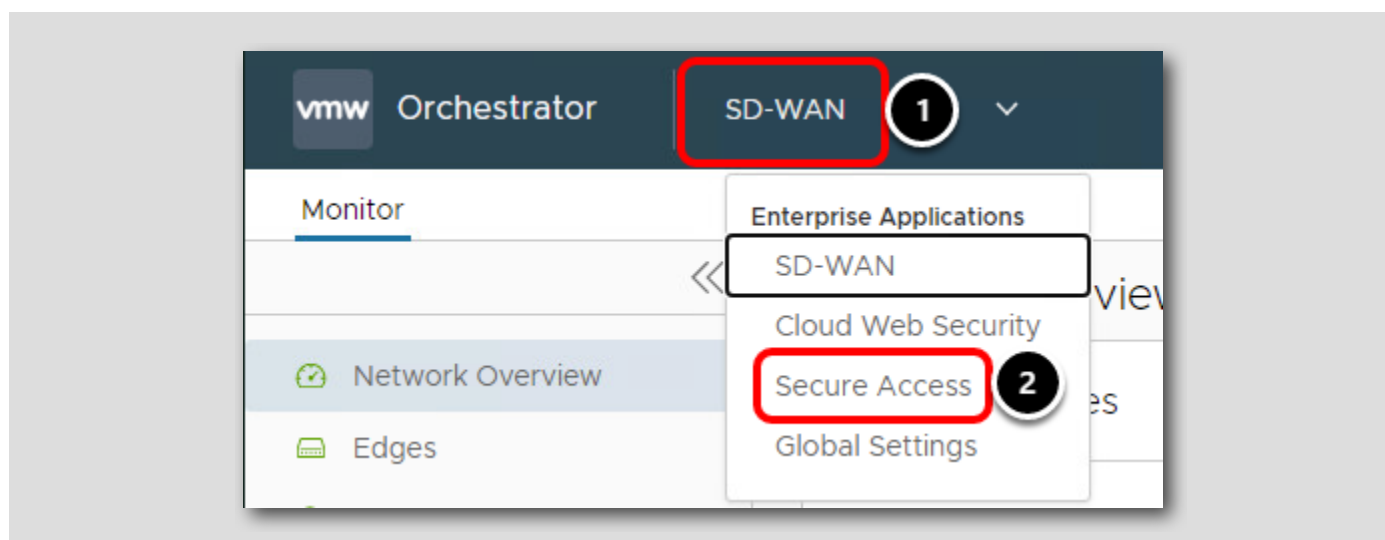 vmw Orchestrator SD-WAN 1
Monitor
Enterprise Applications
SD-WAN
Cloud Web Security
Secure Access 2
Global Settings
Network Overview
Edges